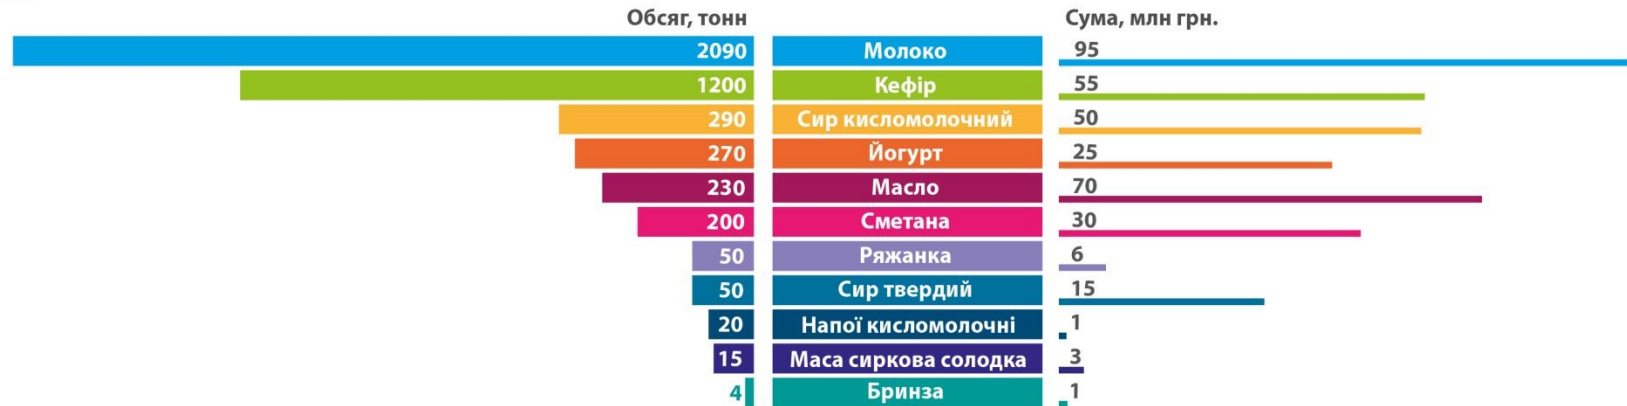 Обсяг, тонн Сума, млн грн.
2090 Молоко 95
1200 Кефір 55
290 Сир кисломолочний 50
270 Йогурт 25
230 Масло 70
200 Сметана 30
50 Ряжанка 6
50 Сир твердий 15
20 Напої кисломолочні 1
15 Маса сиркова солодка 3
4 Бринза 1